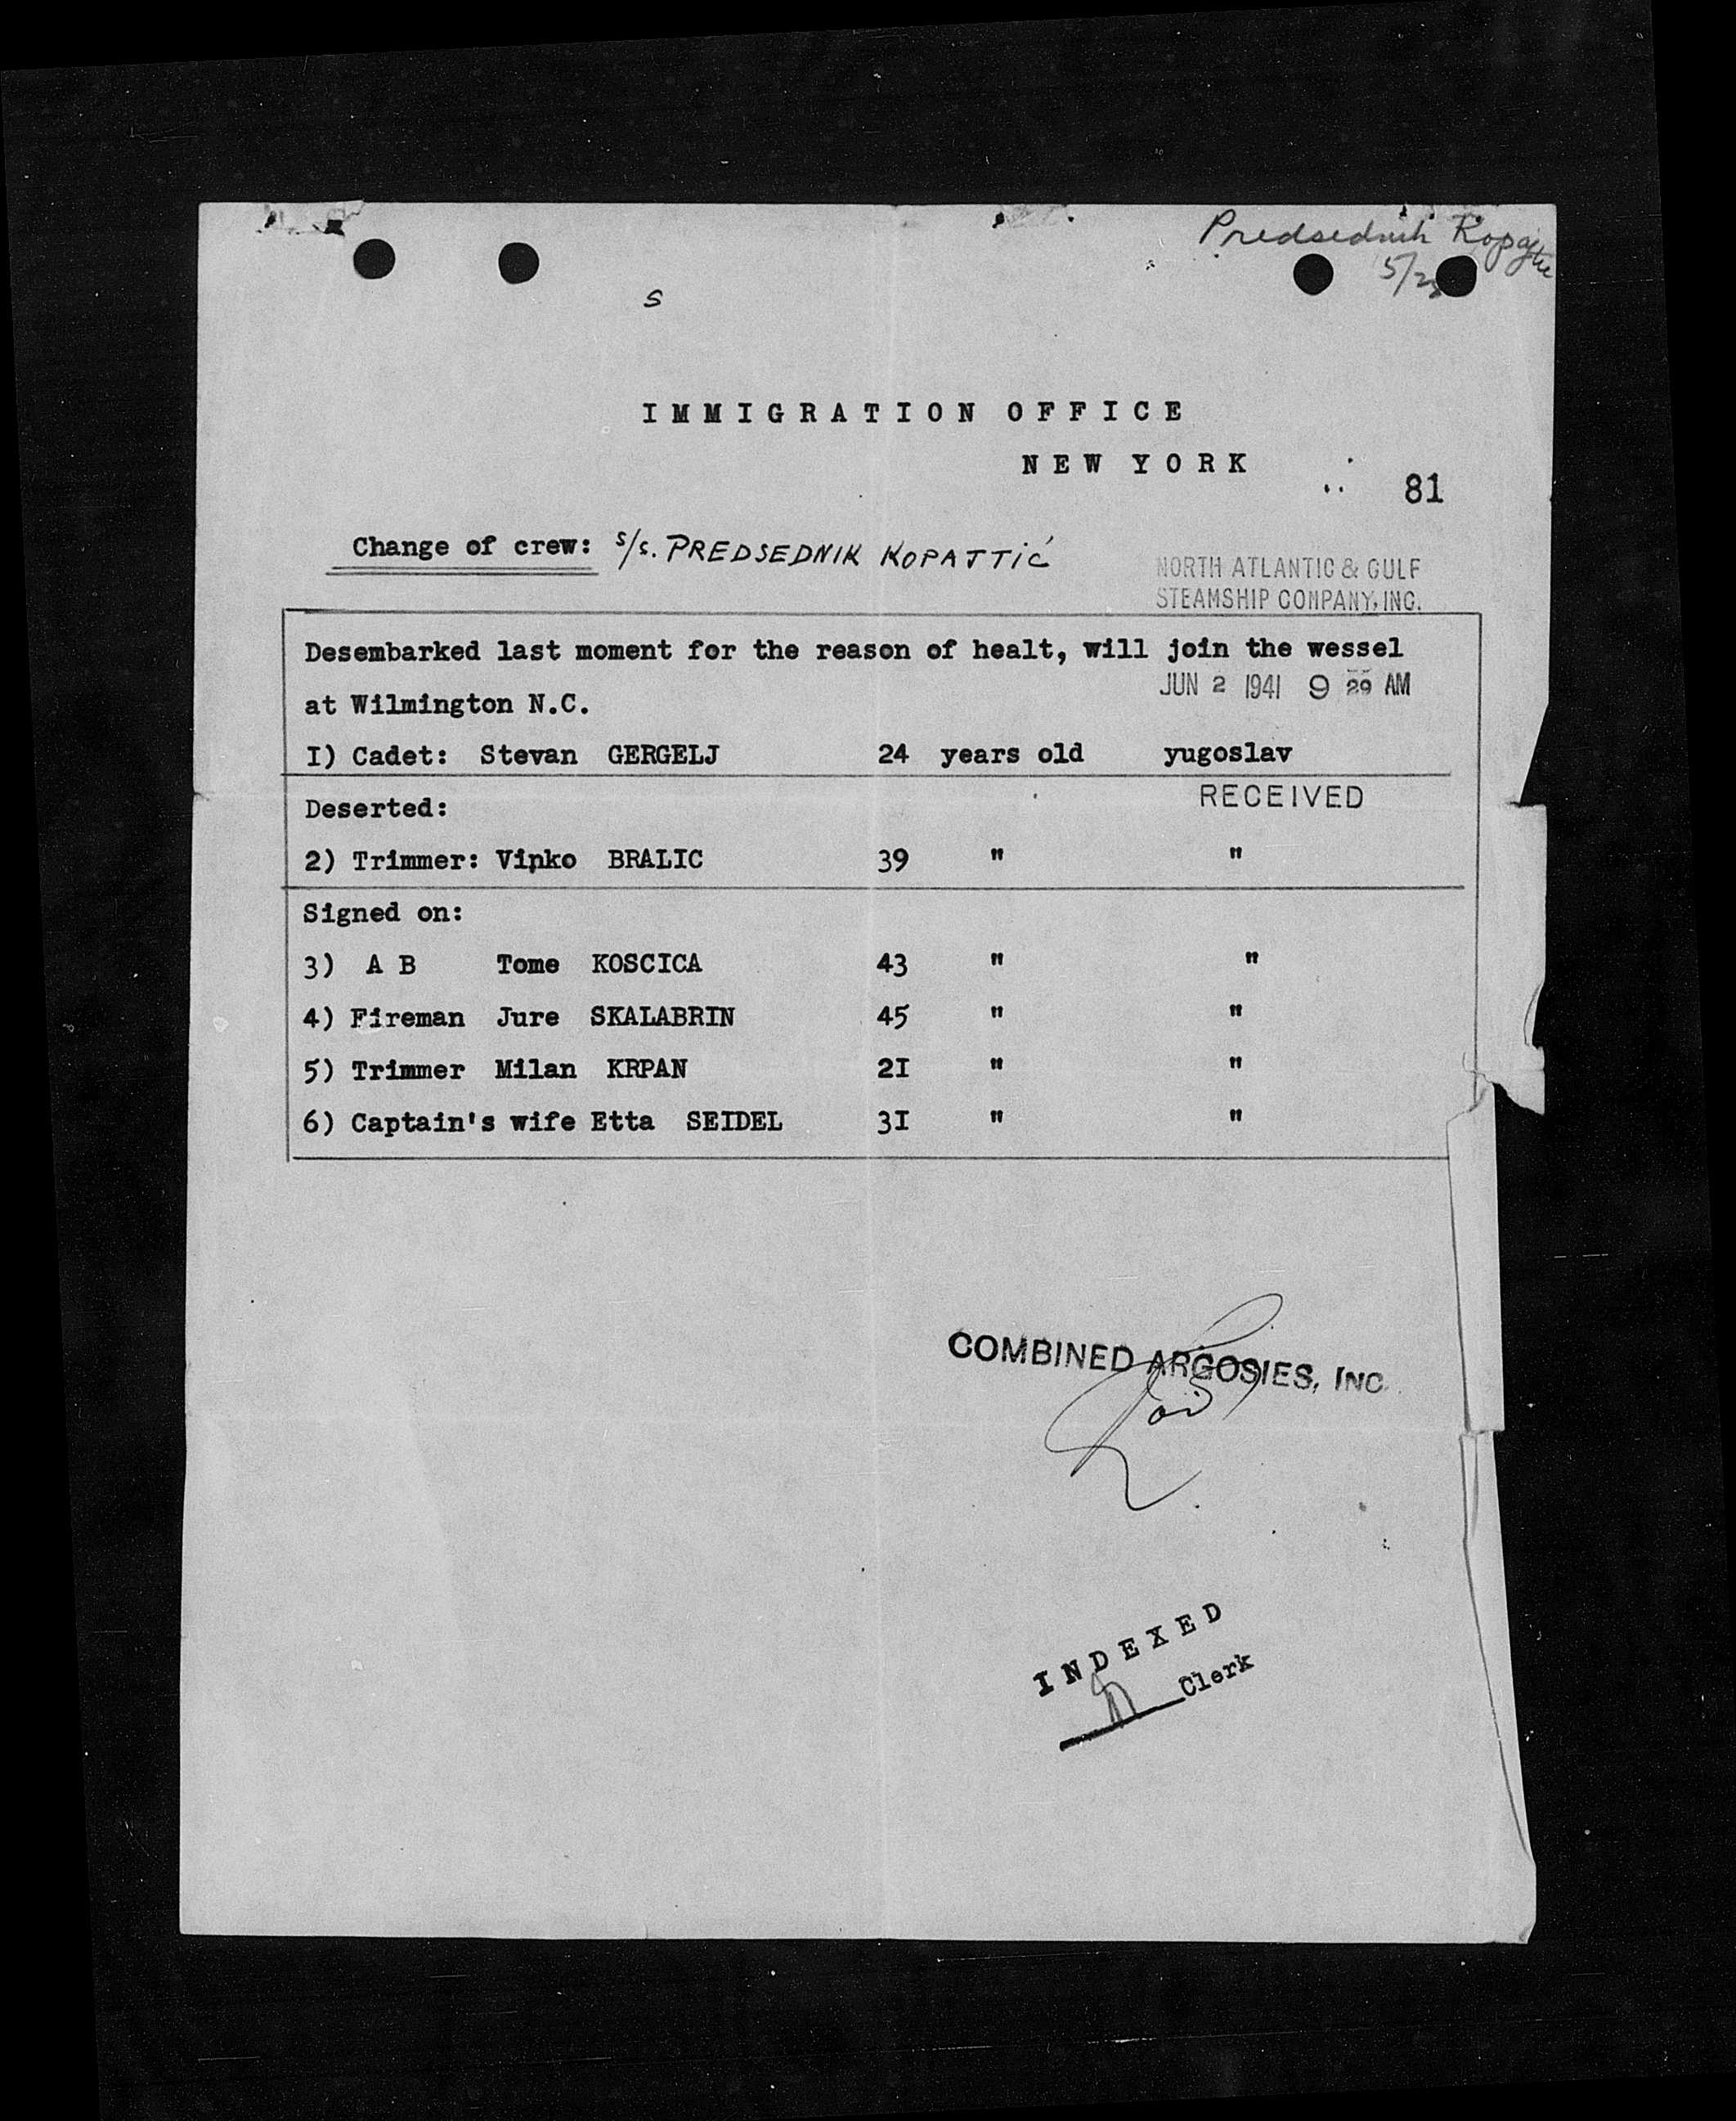 Predsednik Kopajtic
5/23
S
IMMIGRATION OFFICE
NEW YORK
81
Change of crew: S/S. PREDSEDNIK KOPAJTIĆ
NORTH ATLANTIC & GULF
STEAMSHIP COMPANY, INC.
Desembarked last moment for the reason of healt, will join the wessel
JUN 2 1941 9 29 AM
at Wilmington N.C.
I) Cadet: Stevan GERGELJ 24 years old yugoslav
RECEIVED
Deserted:
2) Trimmer: Vinko BRALIC 39 " "
Signed on:
3) A B Tome KOSCICA 43 " "
4) Fireman Jure SKALABRIN 45 " "
5) Trimmer Milan KRPAN 2I " "
6) Captain's wife Etta SEIDEL 3I " "
COMBINED ARGOSIES, INC.
INDEXED
Clerk